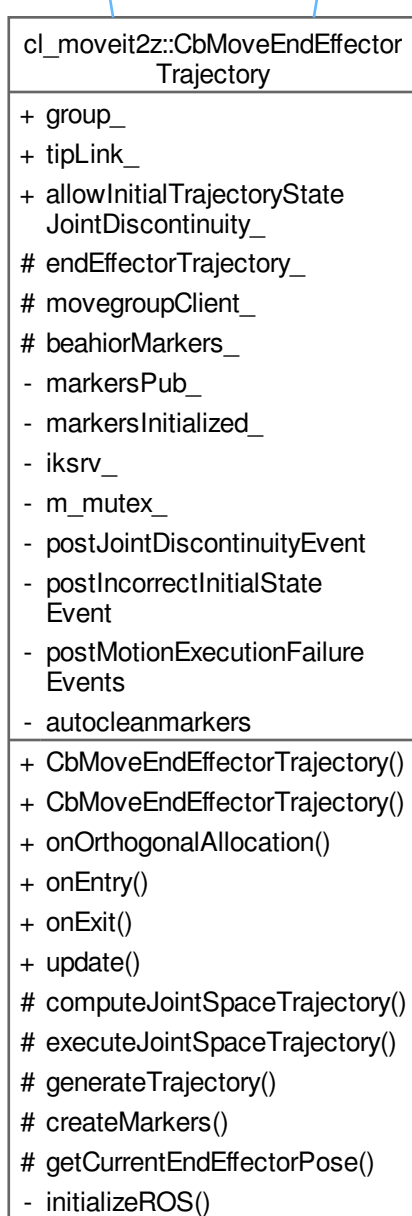 cl_moveit2z::CbMoveEndEffector
Trajectory
+ group_
+ tipLink_
+ allowInitialTrajectoryState
JointDiscontinuity_
# endEffectorTrajectory_
# movegroupClient_
# beahiorMarkers_
- markersPub_
- markersInitialized_
- iksrv_
- m_mutex_
- postJointDiscontinuityEvent
- postIncorrectInitialState
Event
- postMotionExecutionFailure
Events
- autocleanmarkers
+ CbMoveEndEffectorTrajectory()
+ CbMoveEndEffectorTrajectory()
+ onOrthogonalAllocation()
+ onEntry()
+ onExit()
+ update()
# computeJointSpaceTrajectory()
# executeJointSpaceTrajectory()
# generateTrajectory()
# createMarkers()
# getCurrentEndEffectorPose()
- initializeROS()